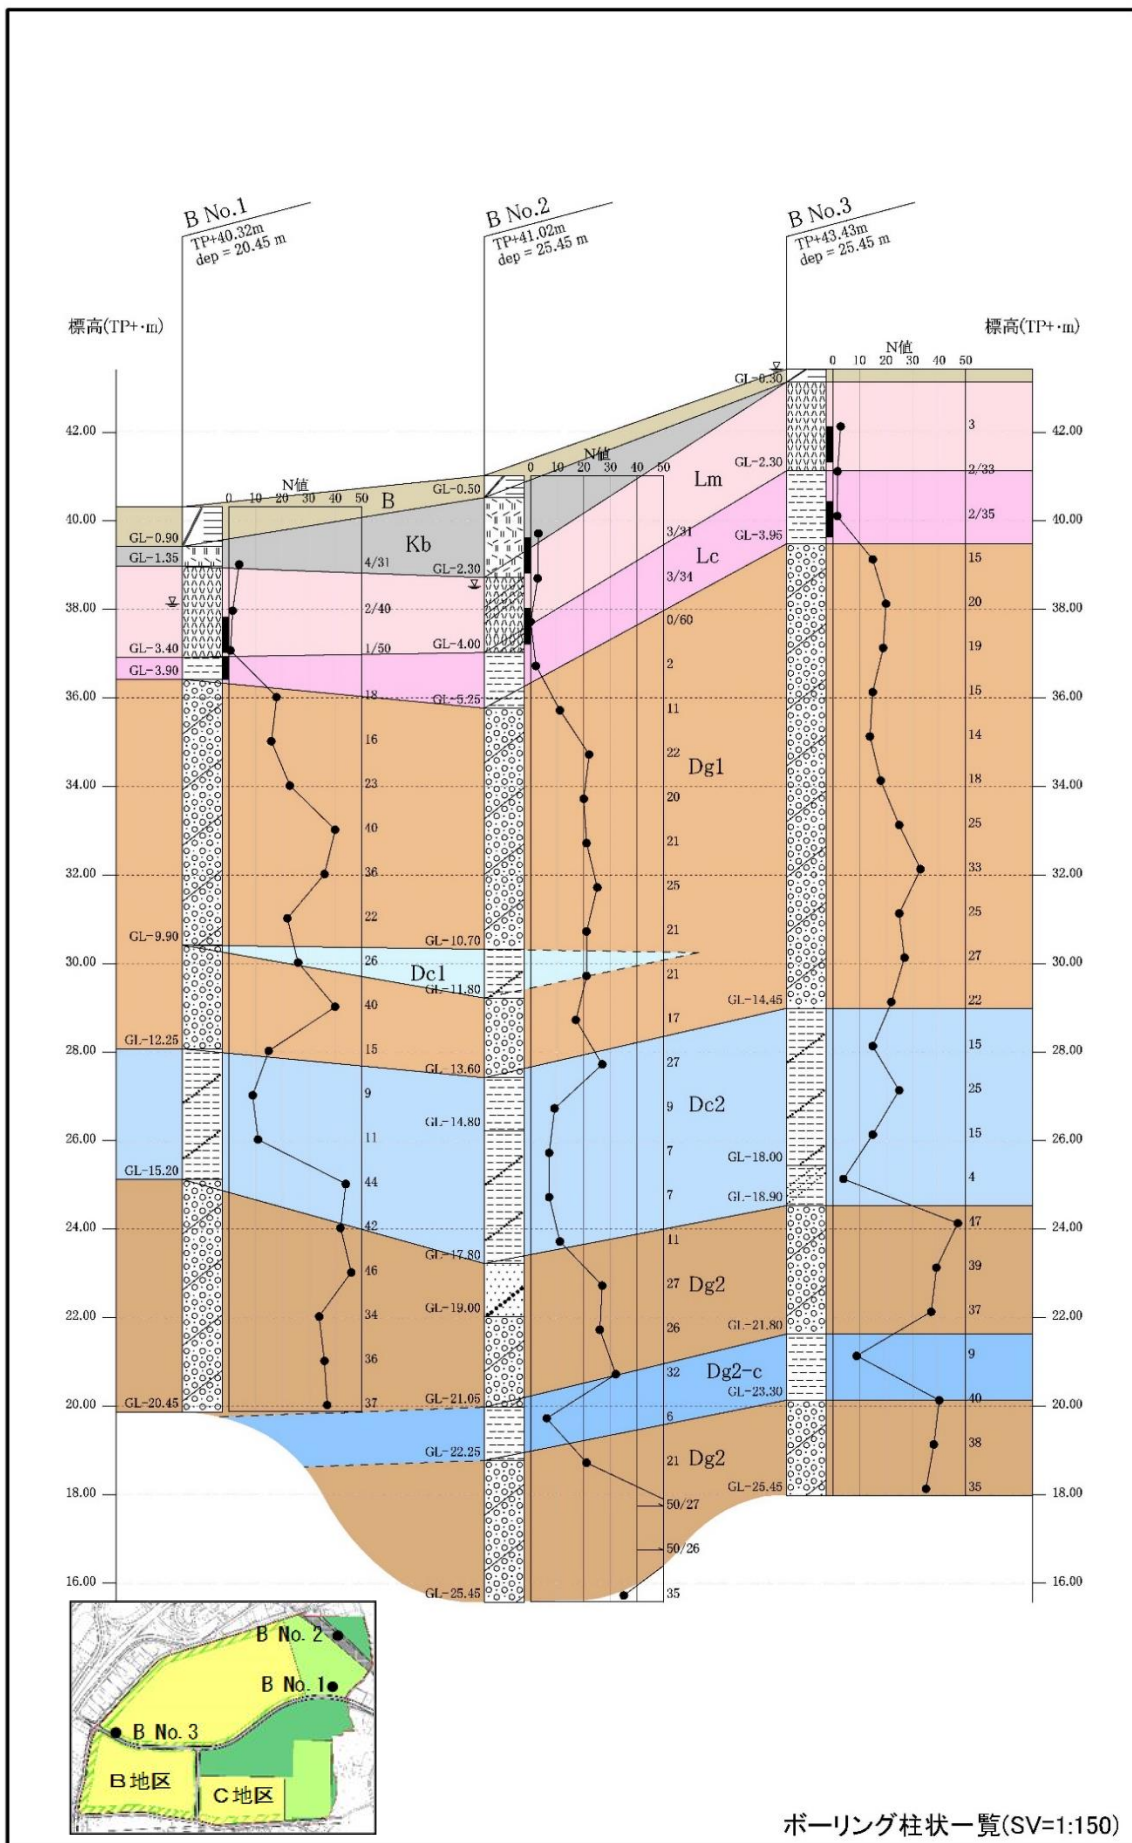 B No.1
TP+40.32m
dep = 20.45 m
B No.2
TP+41.02m
dep = 25.45 m
B No.3
TP+43.43m
dep = 25.45 m
標高(TP+·m)
標高(TP+·m)
42.00
40.00
38.00
36.00
34.00
32.00
30.00
28.00
26.00
24.00
22.00
20.00
18.00
16.00
N値
0 10 20 30 40 50
GL-0.90
GL-1.35
GL-3.40
GL-3.90
GL-9.90
GL-12.25
GL-15.20
GL-20.45
4/31
2/40
1/50
18
16
23
40
36
22
26
40
15
9
11
44
42
46
34
36
37
B
Kb
Lm
Lc
Dg1
Dc1
Dc2
Dg2
Dg2-c
Dg2
N値
0 10 20 30 40 50
GL-0.50
GL-2.30
GL-4.00
GL-5.25
GL-10.70
GL-11.80
GL-13.60
GL-14.80
GL-17.80
GL-19.00
GL-21.05
GL-22.25
GL-25.45
3/31
3/34
0/60
2
11
22
20
21
25
21
21
17
27
9
7
7
11
27
26
32
6
21
50/27
50/26
35
N値
0 10 20 30 40 50
GL-0.30
GL-2.30
GL-3.95
GL-14.45
GL-18.00
GL-18.90
GL-21.80
GL-23.30
GL-25.45
3
2/33
2/35
15
20
19
15
14
18
25
33
25
27
22
15
25
15
4
47
39
37
9
40
38
35
42.00
40.00
38.00
36.00
34.00
32.00
30.00
28.00
26.00
24.00
22.00
20.00
18.00
16.00
B No. 2
B No. 1
B No. 3
B地区
C地区
ボーリング柱状一覧(SV=1:150)